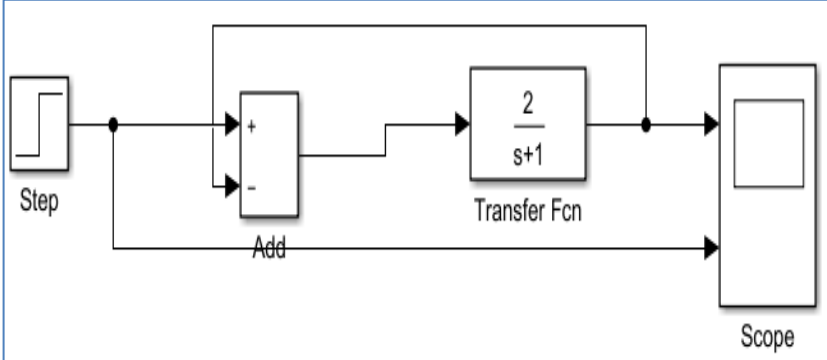 2
+
s+1
−
Step
Transfer Fcn
Add
Scope